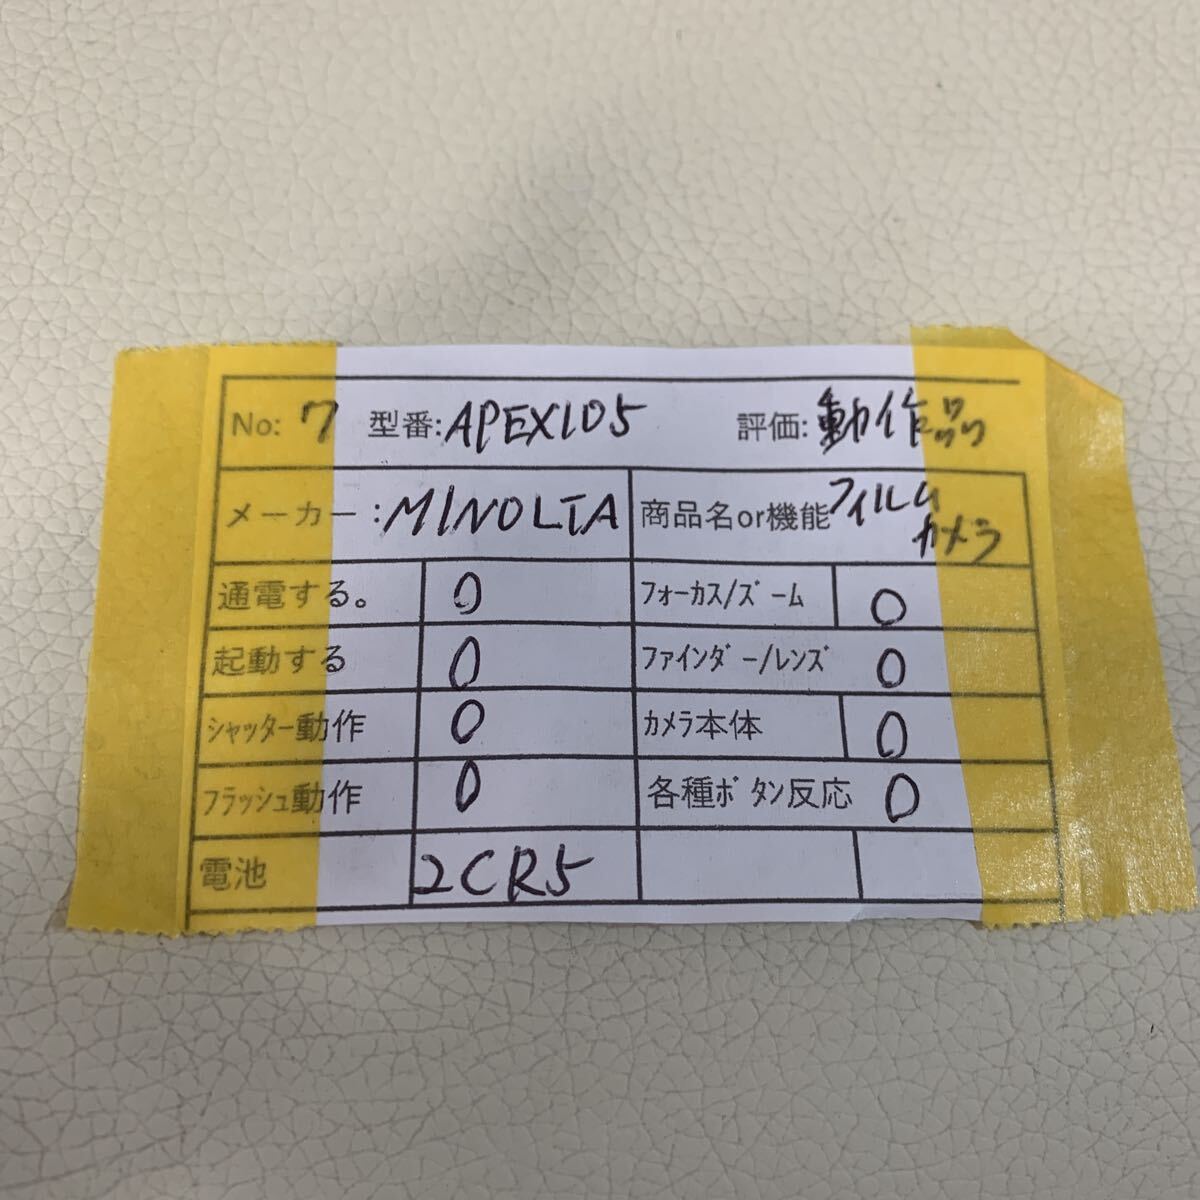 No: 7 型番: APEX105 評価: 動作品
メーカー: MINOLTA 商品名or機能 フィルム
カメラ
通電する。 0 フォーカス/ズーム 0
起動する 0 ファインダー/レンズ 0
シャッター動作 0 カメラ本体 0
フラッシュ動作 0 各種ボタン反応 0
電池 2CR5